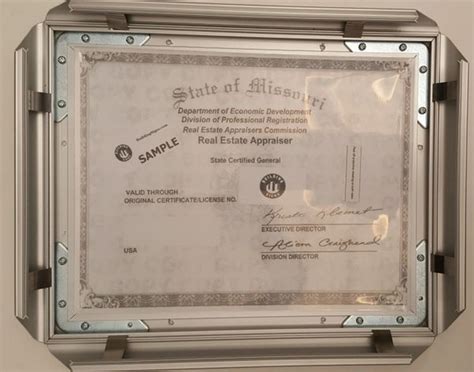 State of Missouri
Department of Economic Development
Division of Professional Registration
Real Estate Appraisers Commission
Real Estate Appraiser
SAMPLE
State Certified General
VALID THROUGH
ORIGINAL CERTIFICATE/LICENSE NO.
EXECUTIVE DIRECTOR
USA
DIVISION DIRECTOR